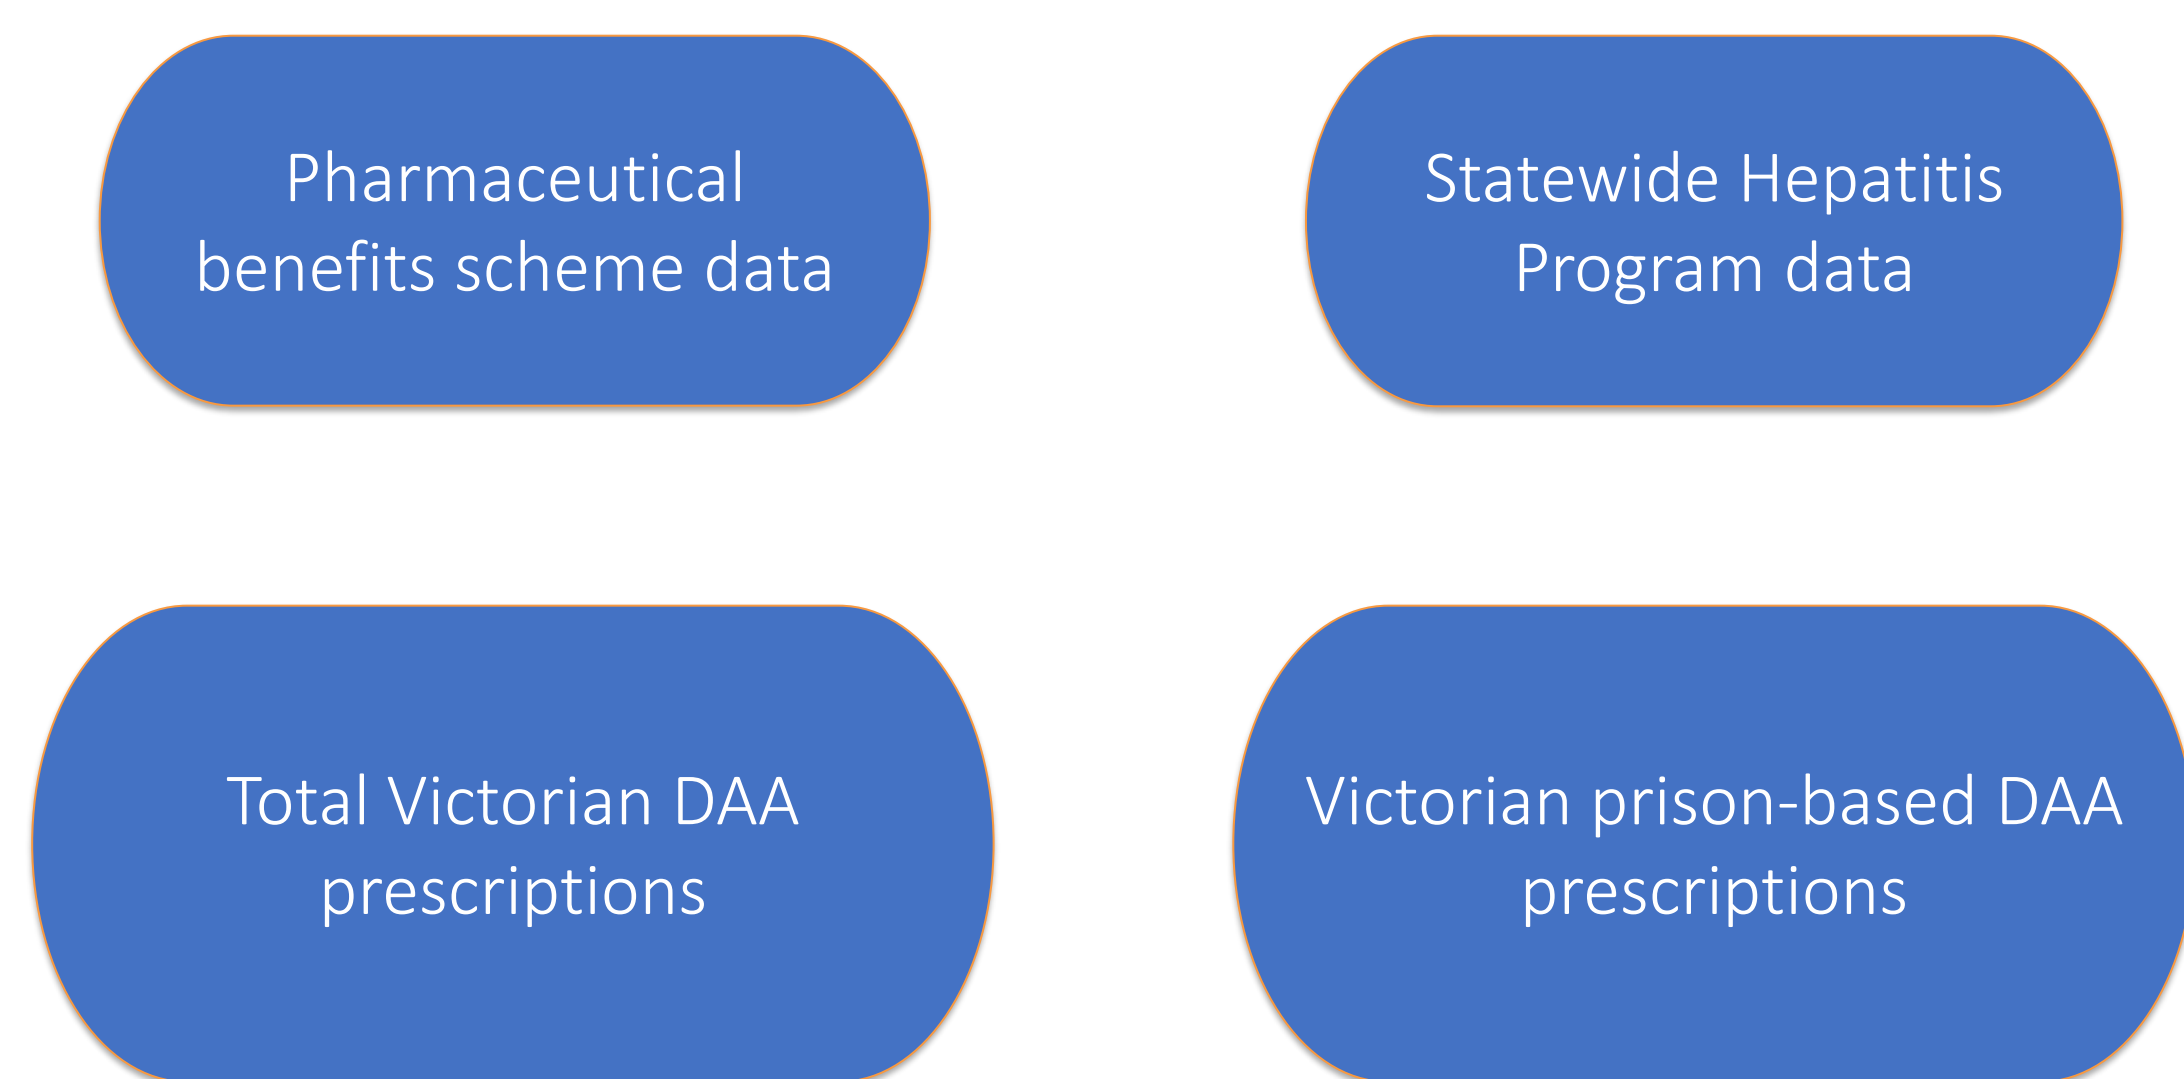 Pharmaceutical
benefits scheme data
Statewide Hepatitis
Program data
Total Victorian DAA
prescriptions
Victorian prison-based DAA
prescriptions